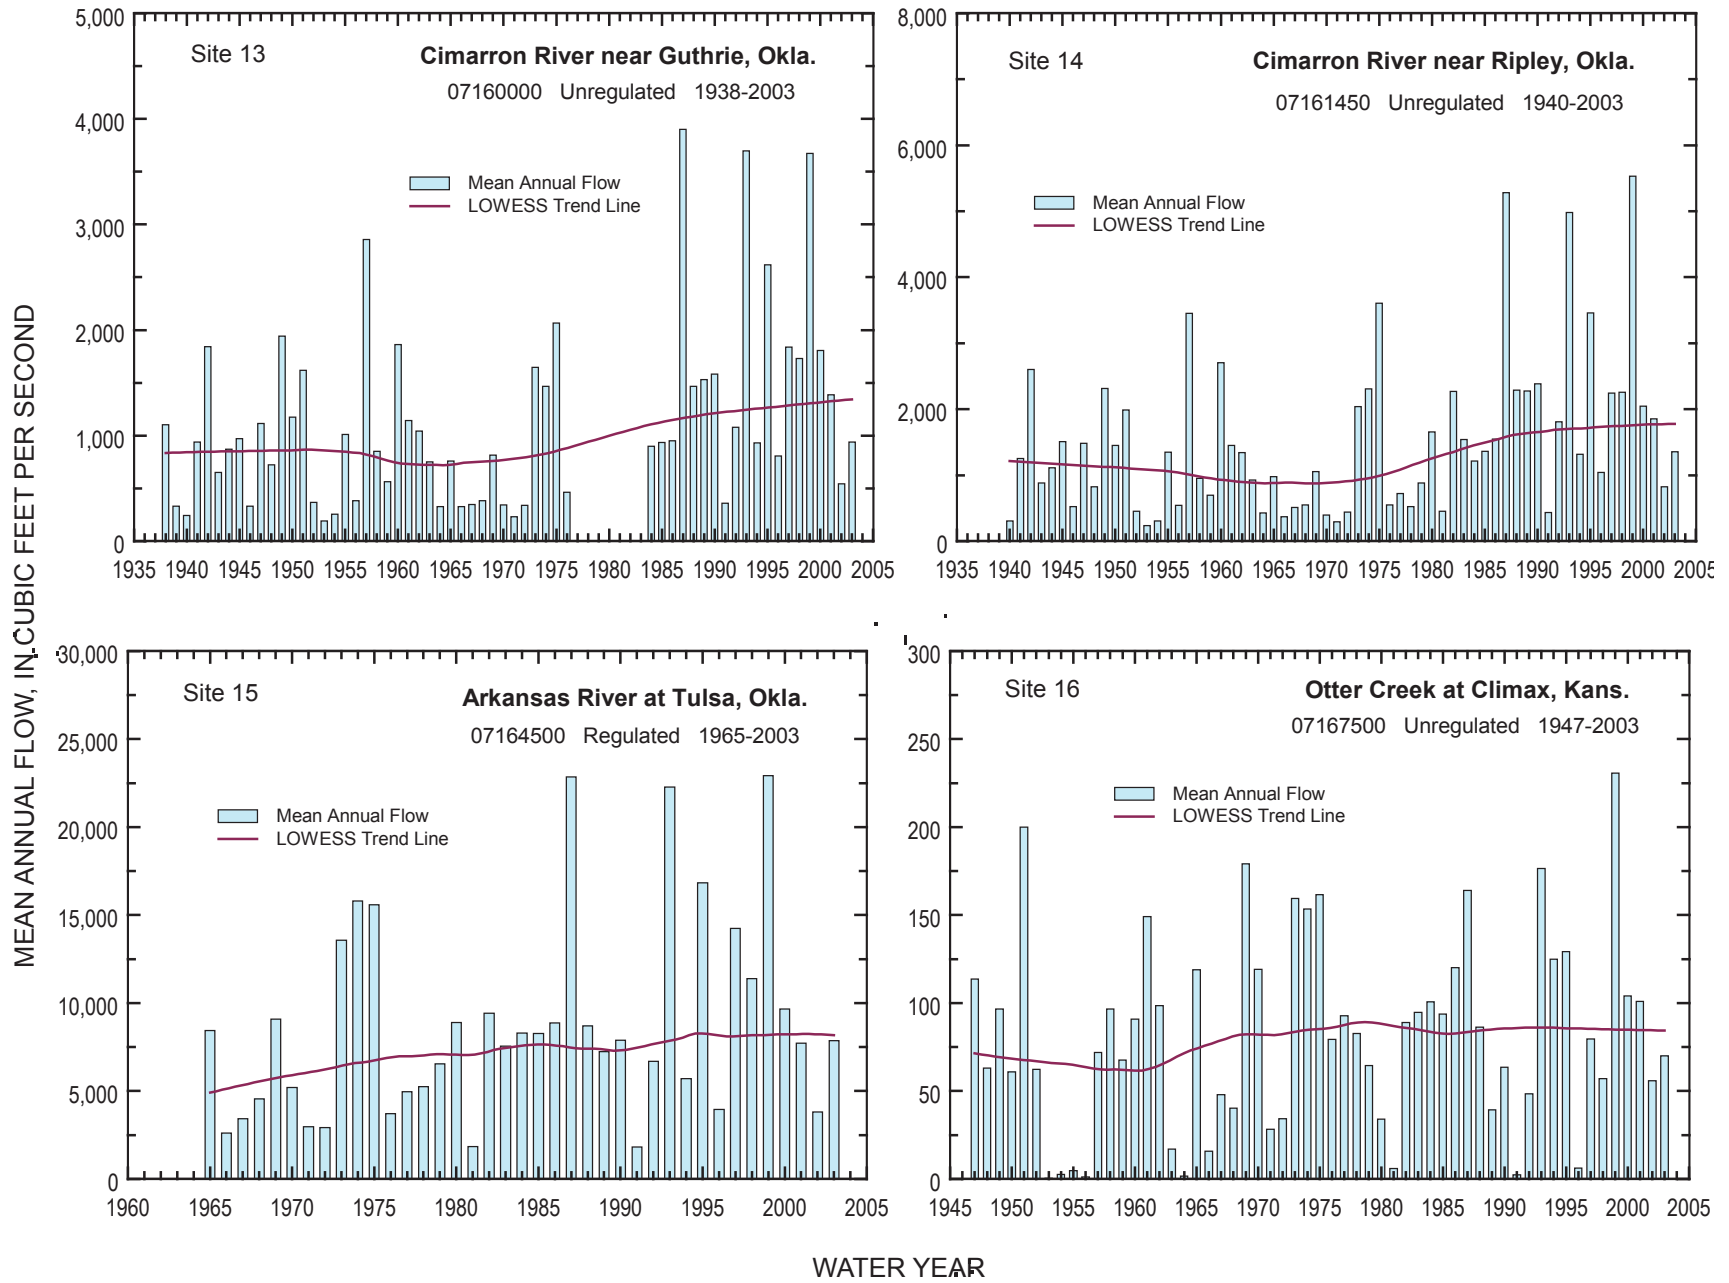 MEAN ANNUAL FLOW, IN CUBIC FEET PER SECOND
Site 13
Cimarron River near Guthrie, Okla.
07160000 Unregulated 1938-2003
Mean Annual Flow
LOWESS Trend Line
5,000
4,000
3,000
2,000
1,000
0
1935 1940 1945 1950 1955 1960 1965 1970 1975 1980 1985 1990 1995 2000 2005
Site 14
Cimarron River near Ripley, Okla.
07161450 Unregulated 1940-2003
Mean Annual Flow
LOWESS Trend Line
8,000
6,000
4,000
2,000
0
1935 1940 1945 1950 1955 1960 1965 1970 1975 1980 1985 1990 1995 2000 2005
Site 15
Arkansas River at Tulsa, Okla.
07164500 Regulated 1965-2003
Mean Annual Flow
LOWESS Trend Line
30,000
25,000
20,000
15,000
10,000
5,000
0
1960 1965 1970 1975 1980 1985 1990 1995 2000 2005
Site 16
Otter Creek at Climax, Kans.
07167500 Unregulated 1947-2003
Mean Annual Flow
LOWESS Trend Line
300
250
200
150
100
50
0
1945 1950 1955 1960 1965 1970 1975 1980 1985 1990 1995 2000 2005
WATER YEAR